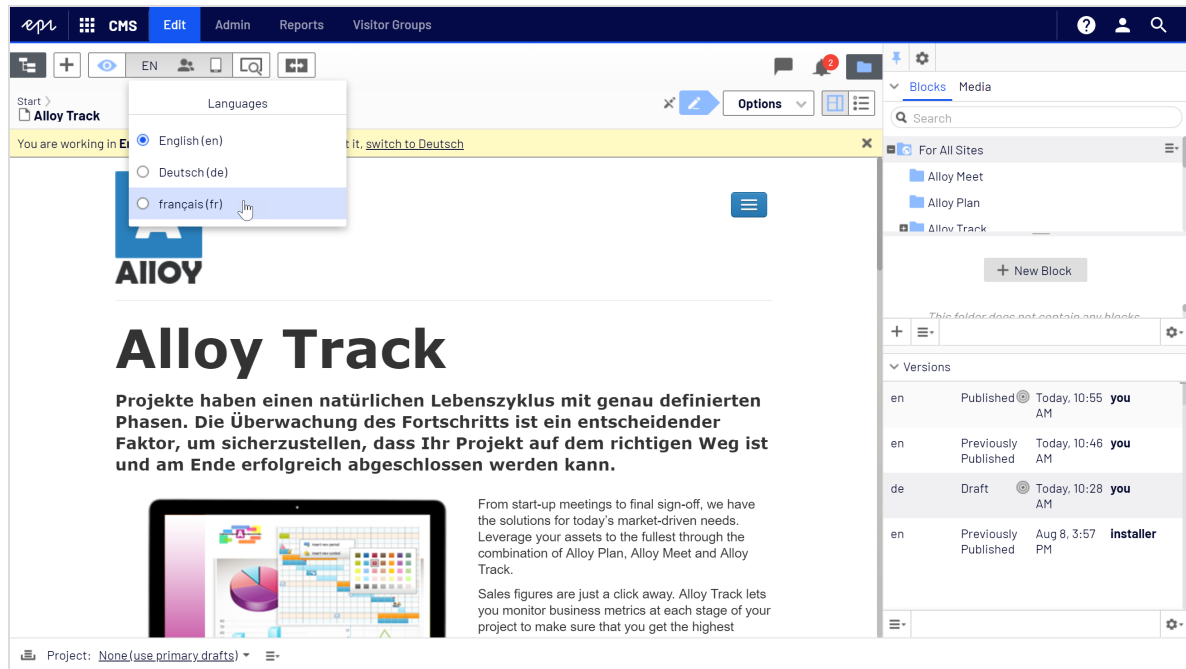 epi CMS Edit Admin Reports Visitor Groups
EN
2
Start
Alloy Track
Options
You are working in t it, switch to Deutsch
Languages
English (en)
Deutsch (de)
français (fr)
Alloy
Alloy Track
Projekte haben einen natürlichen Lebenszyklus mit genau definierten
Phasen. Die Überwachung des Fortschritts ist ein entscheidender
Faktor, um sicherzustellen, dass Ihr Projekt auf dem richtigen Weg ist
und am Ende erfolgreich abgeschlossen werden kann.
From start-up meetings to final sign-off, we have
the solutions for today's market-driven needs.
Leverage your assets to the fullest through the
combination of Alloy Plan, Alloy Meet and Alloy
Track.
Sales figures are just a click away. Alloy Track lets
you monitor business metrics at each stage of your
project to make sure that you get the highest
Blocks Media
Search
For All Sites
Alloy Meet
Alloy Plan
Alloy Track
+ New Block
This folder does not contain any blocks
Versions
en Published Today, 10:55 you
AM
en Previously Today, 10:46 you
Published AM
de Draft Today, 10:28 you
AM
en Previously Aug 8, 3:57 installer
Published PM
Project: None (use primary drafts)